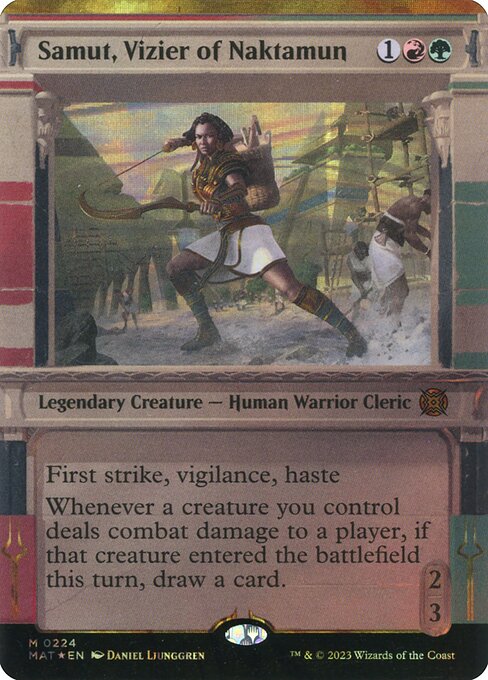 Samut, Vizier of Naktamun 1
Legendary Creature — Human Warrior Cleric
First strike, vigilance, haste
Whenever a creature you control
deals combat damage to a player, if
that creature entered the battlefield
this turn, draw a card.
2
3
M 0224
MAT★EN Daniel Ljunggren ™ & © 2023 Wizards of the Coast